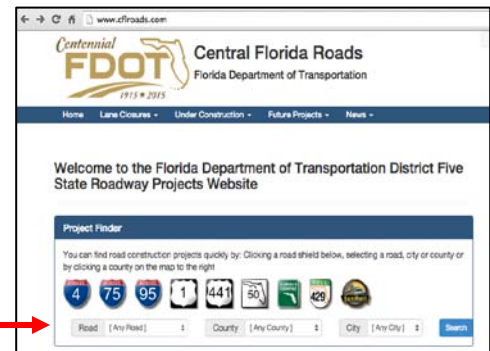 www.cflroads.com
Centennial
FDOT
1915 ★ 2015
Central Florida Roads
Florida Department of Transportation
Home Lane Closures Under Construction Future Projects News
Welcome to the Florida Department of Transportation District Five
State Roadway Projects Website
Project Finder
You can find road construction projects quickly by: Clicking a road shield below, selecting a road, city or county or
by clicking a county on the map to the right
4 75 95 1 441 50 429
Road [Any Road] County [Any County] City [Any City] Search